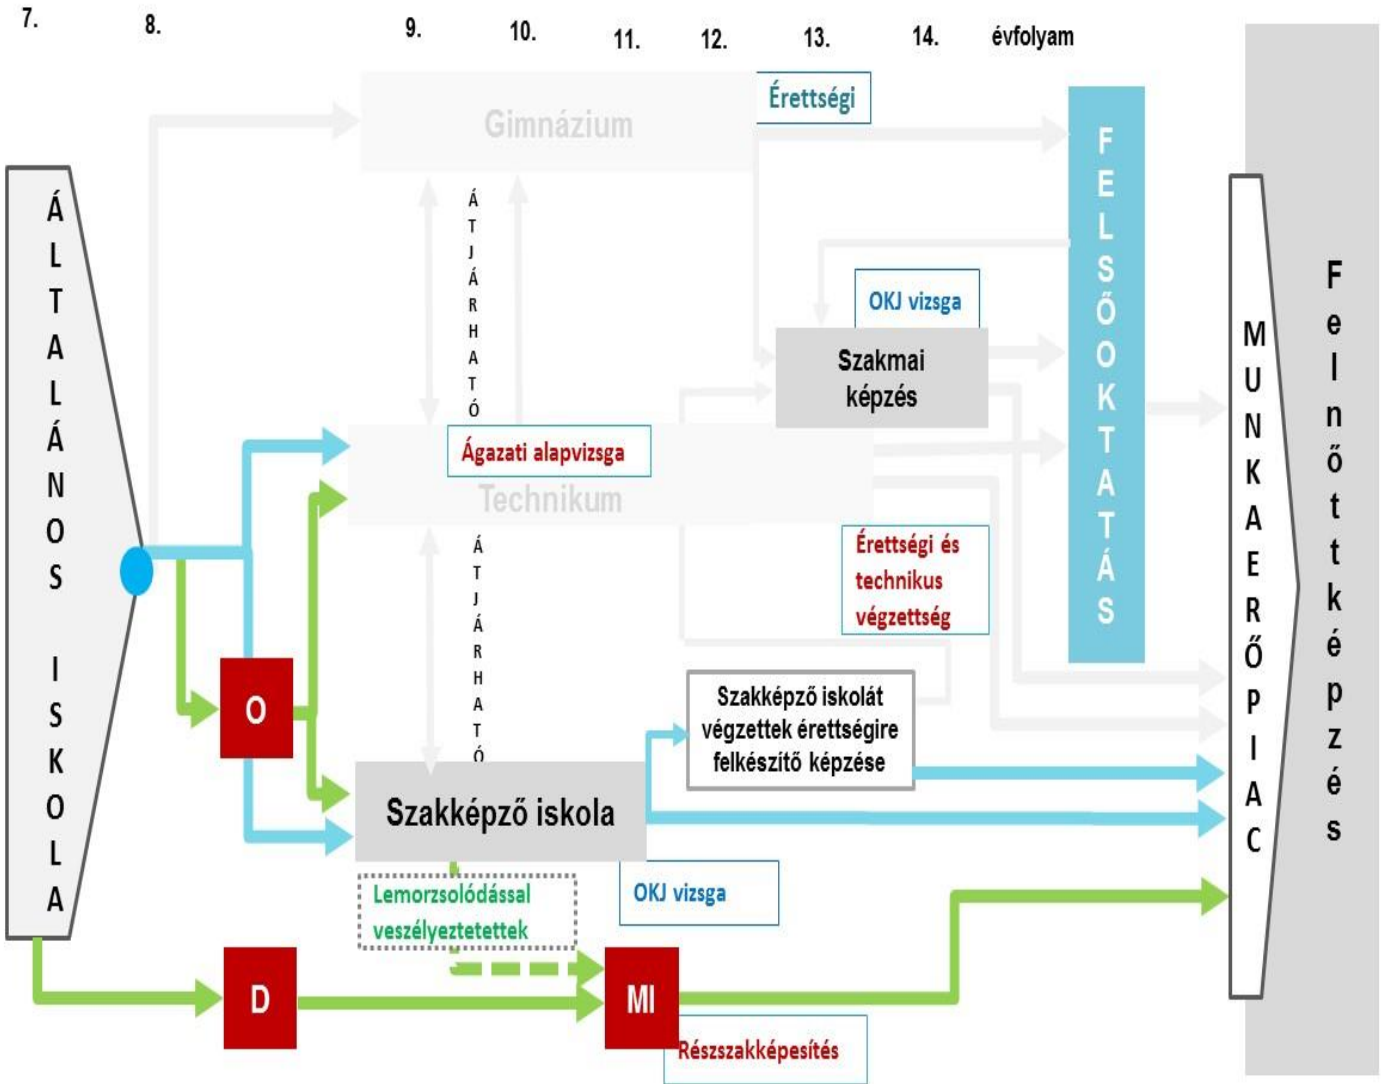 7.
8.
9.
10.
11.
12.
13.
14.
évfolyam
Gimnázium
Érettségi
ÁLTALÁNOS ISKOLA
ÁTJÁRHATÓ
FELSŐOKTATÁS
OKJ vizsga
Szakmai
képzés
MUNKAERŐPIAC
Felnőttképzés
Ágazati alapvizsga
Technikum
ÁTJÁRHATÓ
Érettségi és
technikus
végzettség
O
Szakképző iskolát
végzettek érettségire
felkészítő képzése
Szakképző iskola
Lemorzsolódással
veszélyeztetettek
OKJ vizsga
D
MI
Részszakképesítés